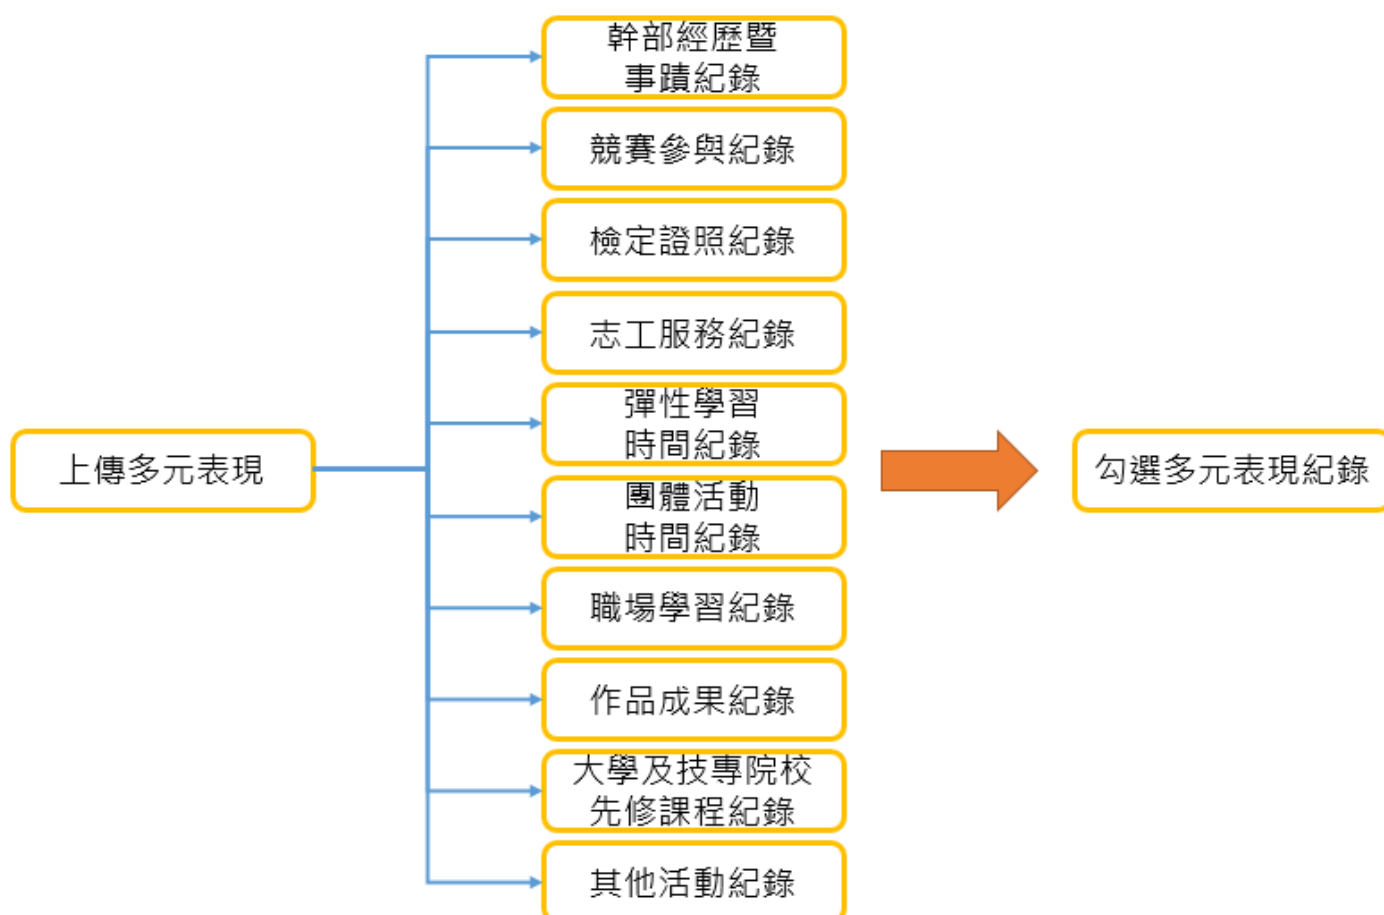 上傳多元表現
幹部經歷暨
事蹟紀錄
競賽參與紀錄
檢定證照紀錄
志工服務紀錄
彈性學習
時間紀錄
團體活動
時間紀錄
職場學習紀錄
作品成果紀錄
大學及技專院校
先修課程紀錄
其他活動紀錄
勾選多元表現紀錄